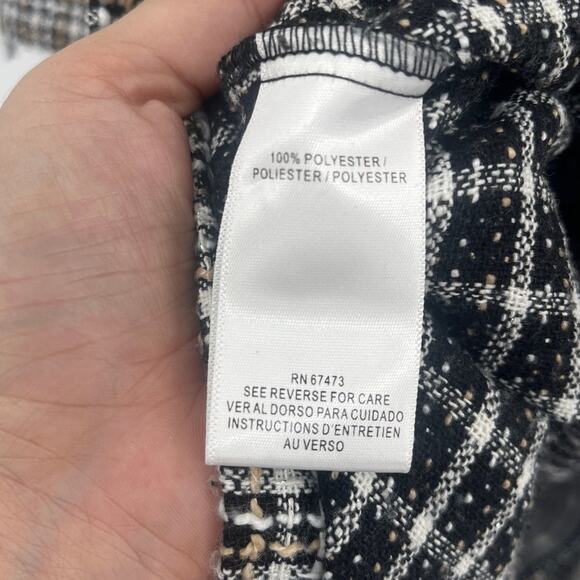 100% POLYESTER /
POLIESTER / POLYESTER
RN 67473
SEE REVERSE FOR CARE
VER AL DORSO PARA CUIDADO
INSTRUCTIONS D'ENTRETIEN
AU VERSO